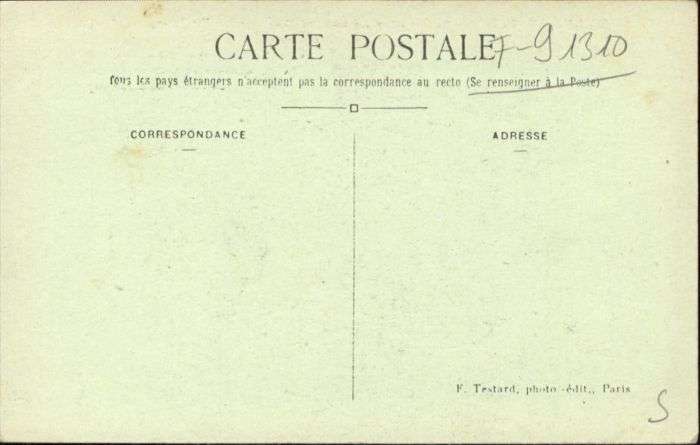 CARTE POSTALE F-91310
Tous les pays étrangers n'acceptent pas la correspondance au recto (Se renseigner à la Poste)
CORRESPONDANCE
ADRESSE
F. Testard, photo-édit., Paris
S